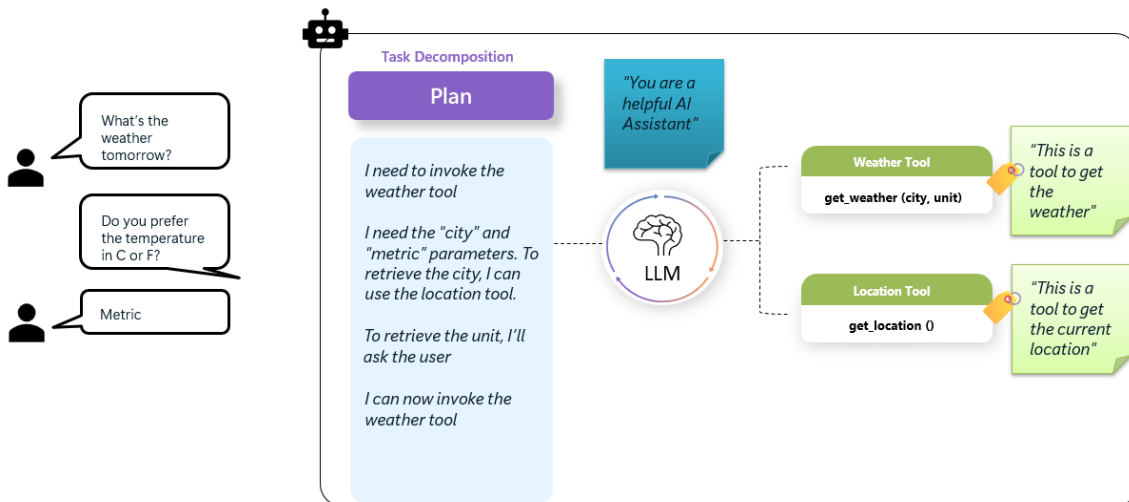 What's the
weather
tomorrow?
Do you prefer
the temperature
in C or F?
Metric
Task Decomposition
Plan
I need to invoke the
weather tool
I need the "city" and
"metric" parameters. To
retrieve the city, I can
use the location tool.
To retrieve the unit, I'll
ask the user
I can now invoke the
weather tool
"You are a
helpful AI
Assistant"
LLM
Weather Tool
get_weather (city, unit)
"This is a
tool to get
the
weather"
Location Tool
get_location ()
"This is a
tool to get
the current
location"